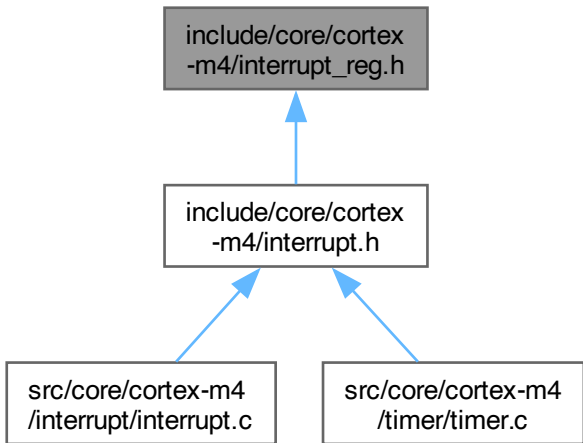 include/core/cortex
-m4/interrupt_reg.h
include/core/cortex
-m4/interrupt.h
src/core/cortex-m4
/interrupt/interrupt.c
src/core/cortex-m4
/timer/timer.c